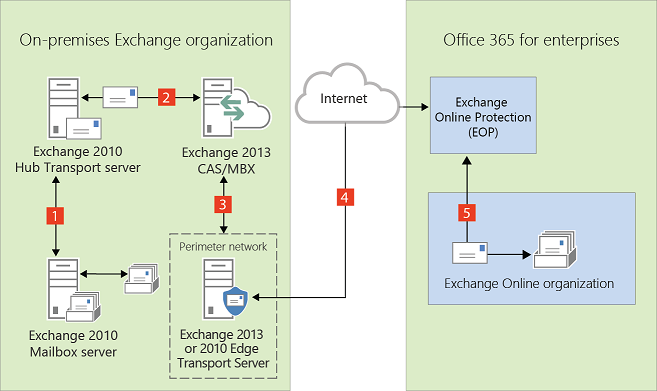 On-premises Exchange organization
2
Exchange 2010
Hub Transport server
Exchange 2013
CAS/MBX
1
3
Perimeter network
Exchange 2010
Mailbox server
Exchange 2013
or 2010 Edge
Transport Server
Internet
4
Office 365 for enterprises
Exchange
Online Protection
(EOP)
5
Exchange Online organization